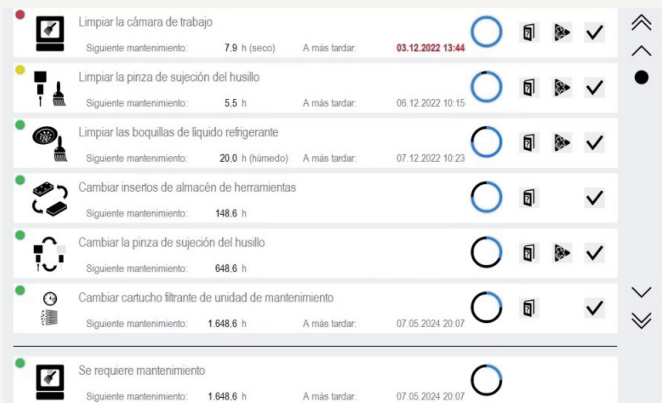 Limpiar la cámara de trabajo
Siguiente mantenimiento: 7.9 h (seco) A más tardar: 03.12.2022 13:44
Limpiar la pinza de sujeción del husillo
Siguiente mantenimiento: 5.5 h A más tardar: 06.12.2022 10:15
Limpiar las boquillas de líquido refrigerante
Siguiente mantenimiento: 20.0 h (húmedo) A más tardar: 07.12.2022 10:23
Cambiar insertos de almacén de herramientas
Siguiente mantenimiento: 148.6 h
Cambiar la pinza de sujeción del husillo
Siguiente mantenimiento: 648.6 h
Cambiar cartucho filtrante de unidad de mantenimiento
Siguiente mantenimiento: 1.648.6 h A más tardar: 07.05.2024 20:07
Se requiere mantenimiento
Siguiente mantenimiento: 1.648.6 h A más tardar: 07.05.2024 20:07